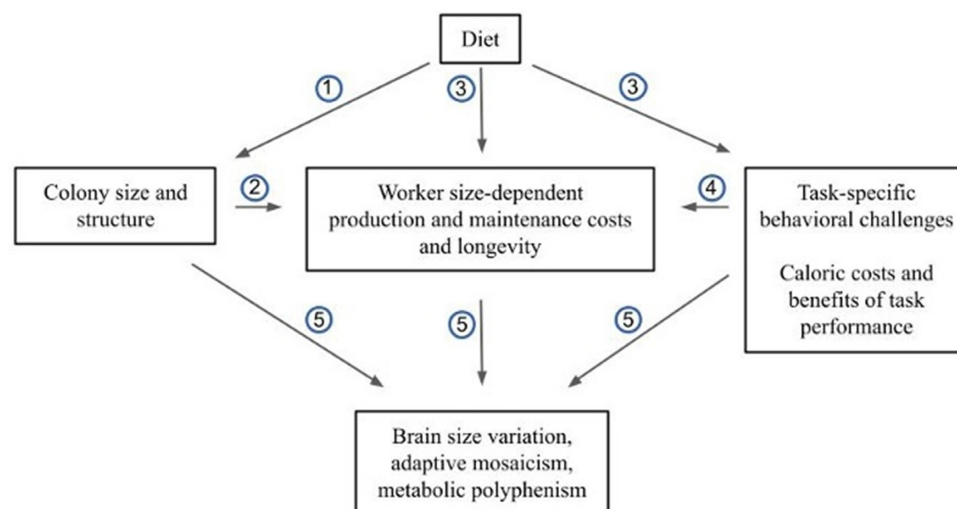 Diet
①
③
③
Colony size and
structure
②
Worker size-dependent
production and maintenance costs
and longevity
④
Task-specific
behavioral challenges
Caloric costs and
benefits of task
performance
⑤
⑤
⑤
Brain size variation,
adaptive mosaicism,
metabolic polyphenism